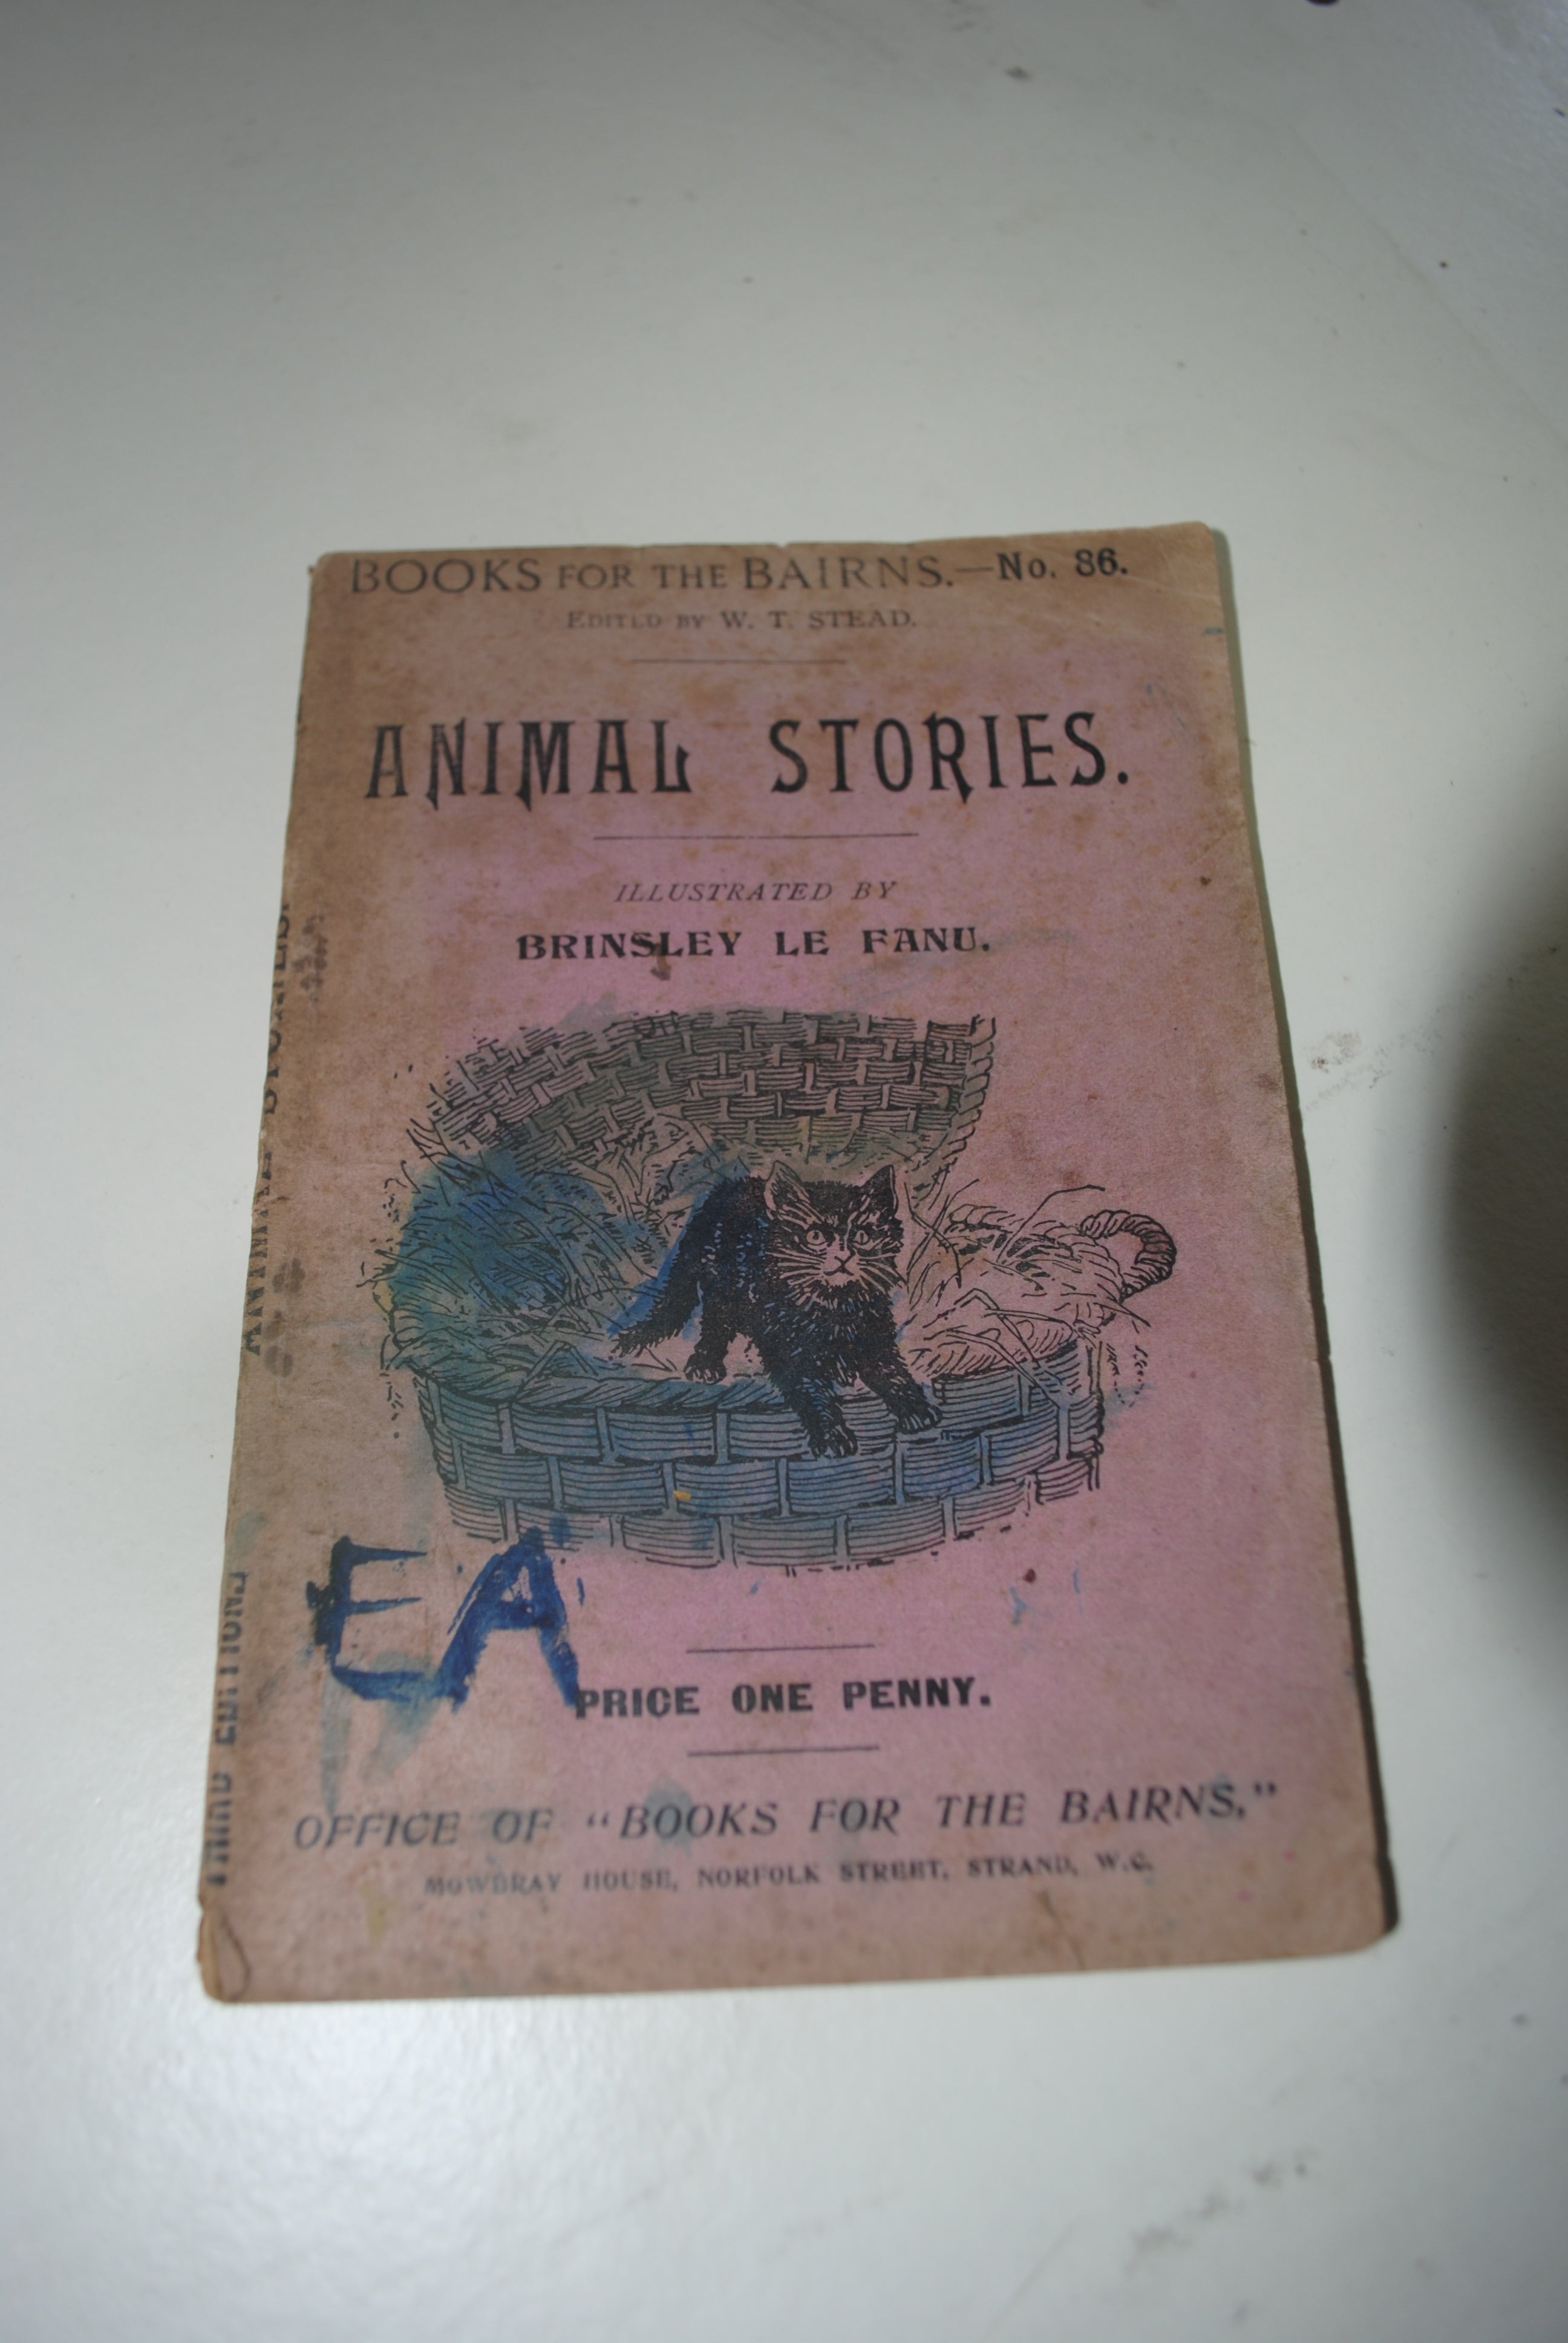 BOOKS FOR THE BAIRNS.—No. 86.
EDITED BY W. T. STEAD.
ANIMAL STORIES.
ILLUSTRATED BY
BRINSLEY LE FANU.
EA
PRICE ONE PENNY.
OFFICE OF "BOOKS FOR THE BAIRNS,"
MOWBRAY HOUSE, NORFOLK STREET, STRAND, W.C.
ANIMAL STORIES.
THIRD EDITION]